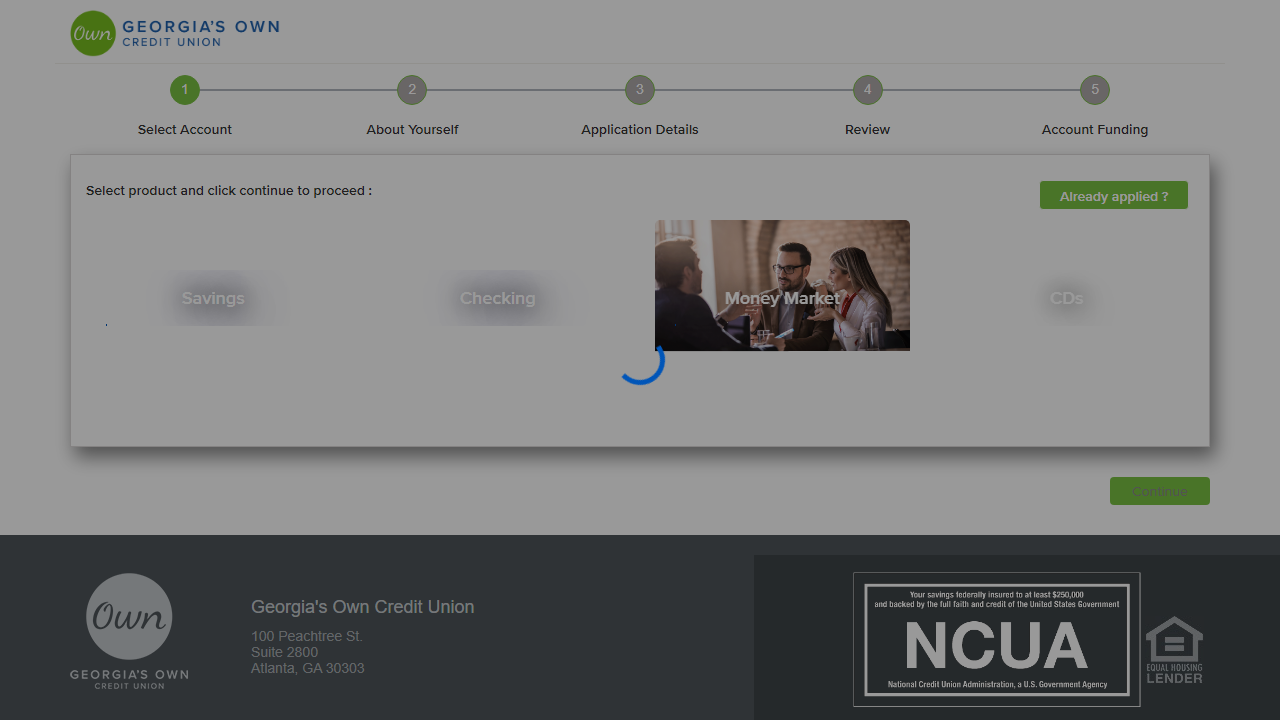 Own
GEORGIA'S OWN
CREDIT UNION
1
2
3
4
5
Select Account
About Yourself
Application Details
Review
Account Funding
Select product and click continue to proceed :
Already applied ?
Savings
Checking
Money Market
CDs
Continue
Own
GEORGIA'S OWN
CREDIT UNION
Georgia's Own Credit Union
100 Peachtree St.
Suite 2800
Atlanta, GA 30303
Your savings federally insured to at least $250,000
and backed by the full faith and credit of the United States Government
NCUA
National Credit Union Administration, a U.S. Government Agency
EQUAL HOUSING
LENDER